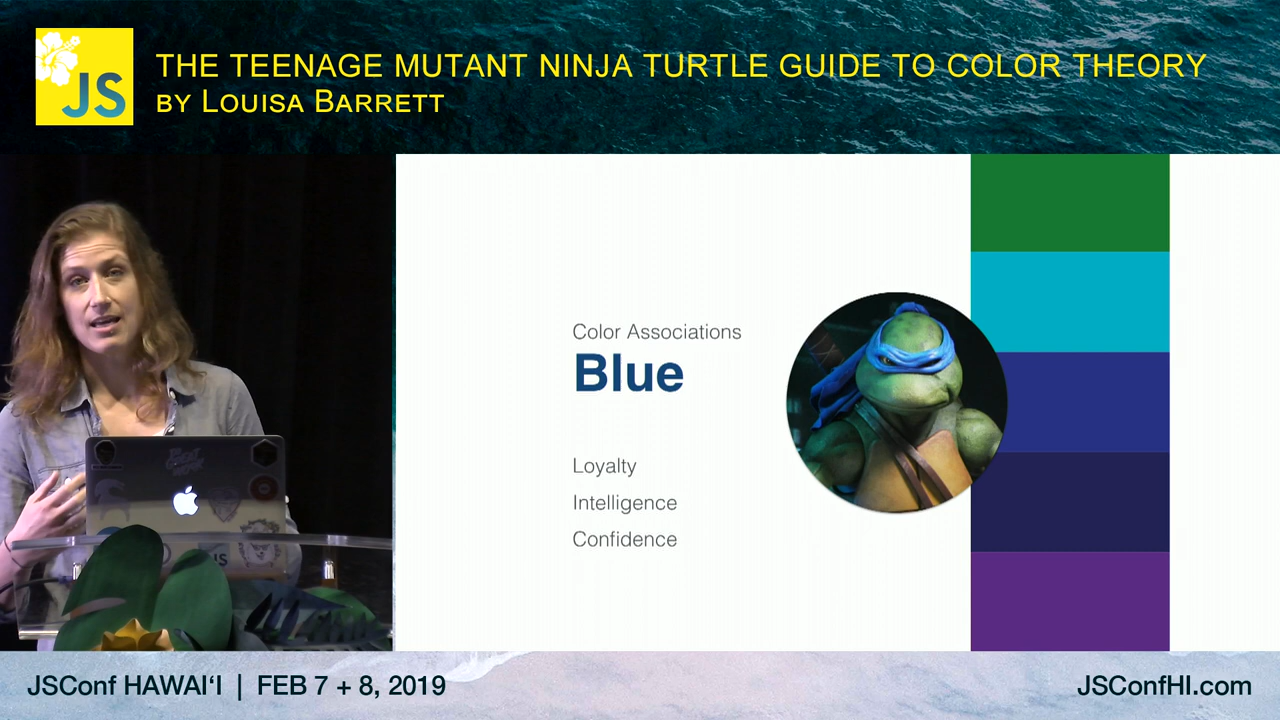 JS
THE TEENAGE MUTANT NINJA TURTLE GUIDE TO COLOR THEORY
BY LOUISA BARRETT
Color Associations
Blue
Loyalty
Intelligence
Confidence
JS
JSConf HAWAI‘I | FEB 7 + 8, 2019
JSConfHI.com